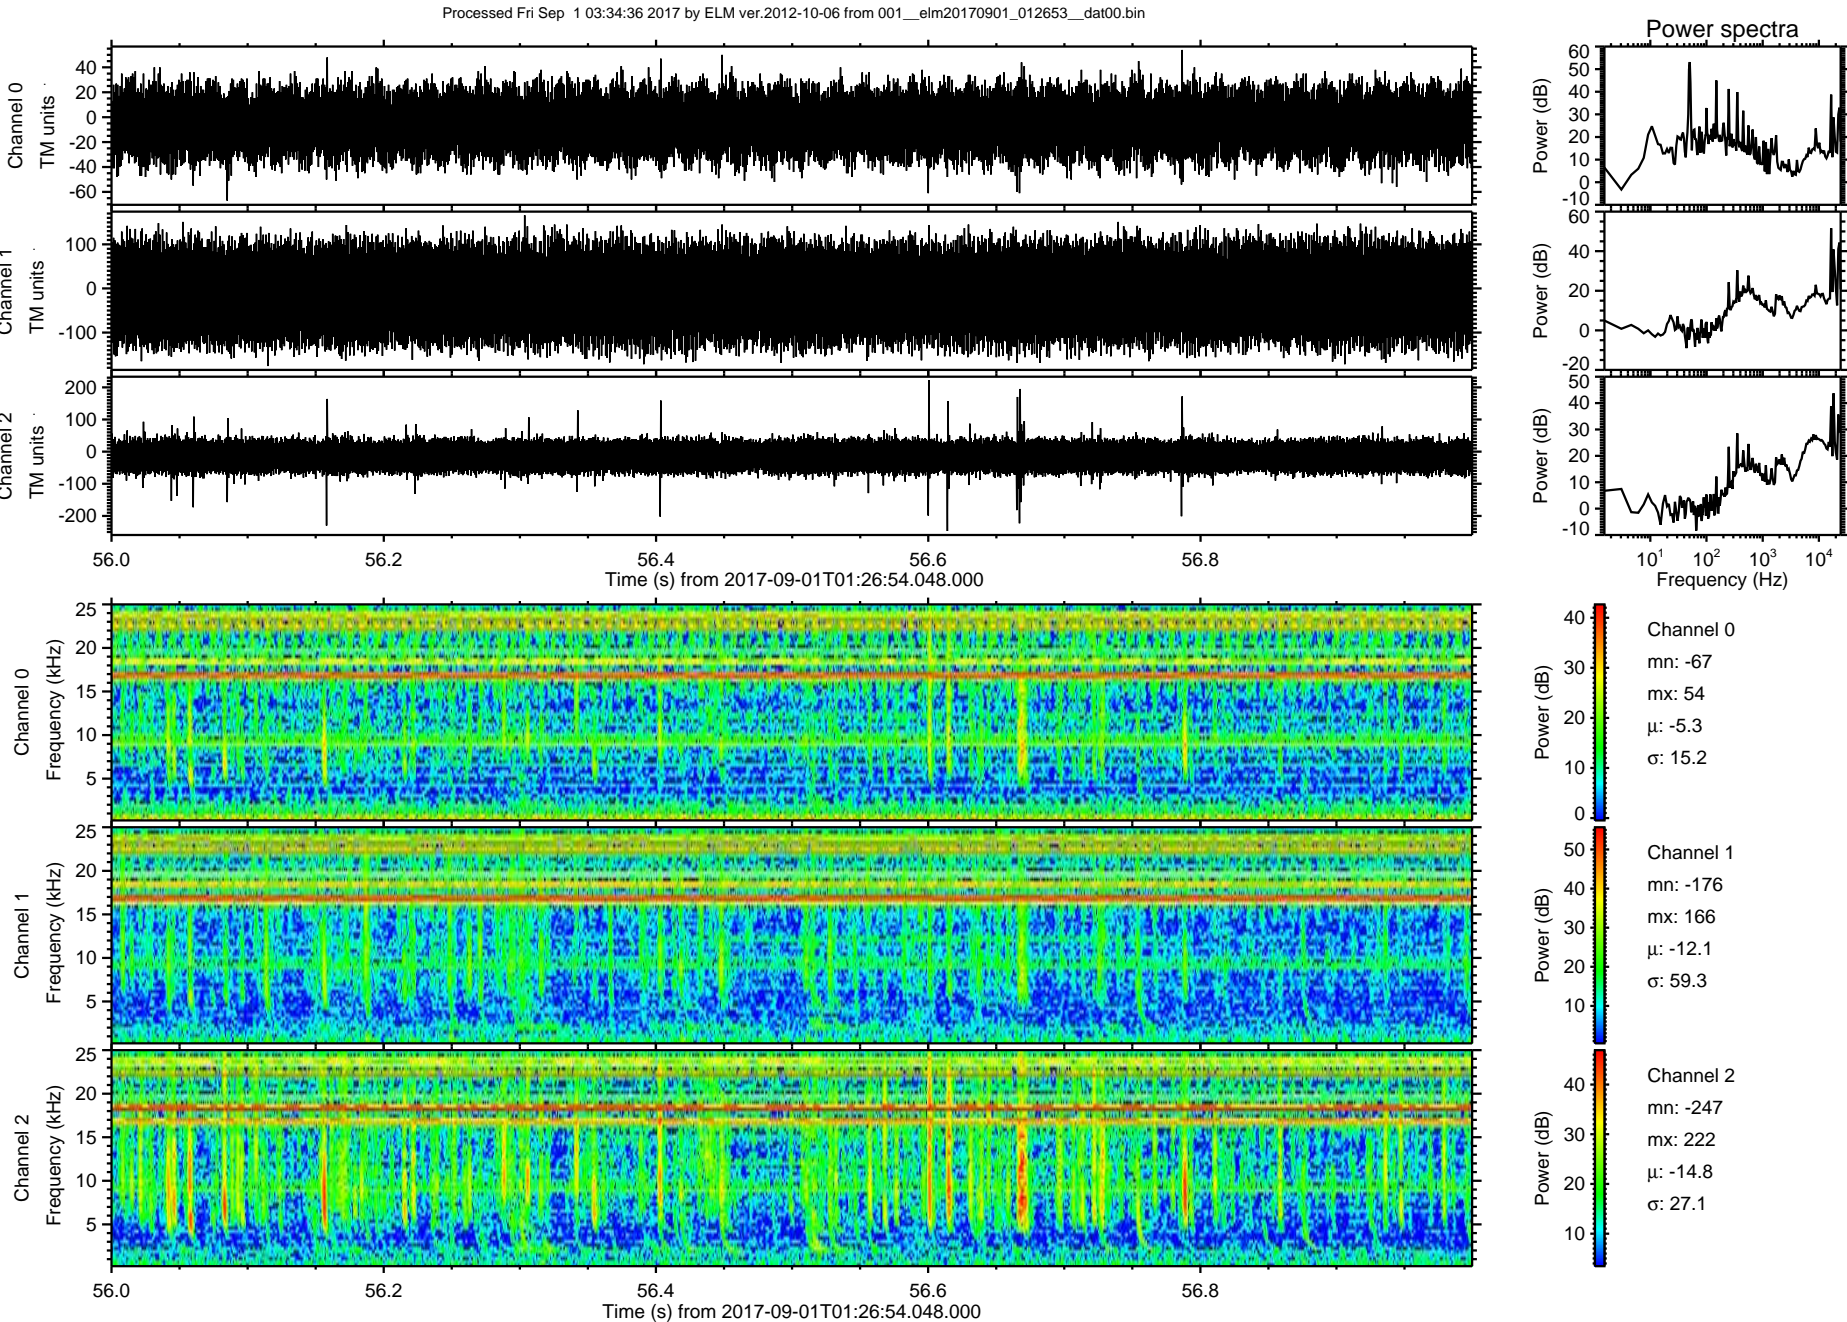 Processed Fri Sep  1 03:34:36 2017 by ELM ver.2012-10-06 from 001__elm20170901_012653__dat00.bin
Power spectra
Channel 0
TM units
40
20
0
-20
-40
-60
Power (dB)
60
50
40
30
20
10
0
-10
Channel 1
TM units
100
0
-100
Power (dB)
60
40
20
0
-20
Channel 2
TM units
200
100
0
-100
-200
Power (dB)
50
40
30
20
10
0
-10
56.0 56.2 56.4 56.6 56.8
Time (s) from 2017-09-01T01:26:54.048.000
10^1 10^2 10^3 10^4
Frequency (Hz)
Channel 0
Frequency (kHz)
25
20
15
10
5
Power (dB)
40
30
20
10
0
Channel 0
mn: -67
mx: 54
μ: -5.3
σ: 15.2
Channel 1
Frequency (kHz)
25
20
15
10
5
Power (dB)
50
40
30
20
10
Channel 1
mn: -176
mx: 166
μ: -12.1
σ: 59.3
Channel 2
Frequency (kHz)
25
20
15
10
5
Power (dB)
40
30
20
10
Channel 2
mn: -247
mx: 222
μ: -14.8
σ: 27.1
56.0 56.2 56.4 56.6 56.8
Time (s) from 2017-09-01T01:26:54.048.000